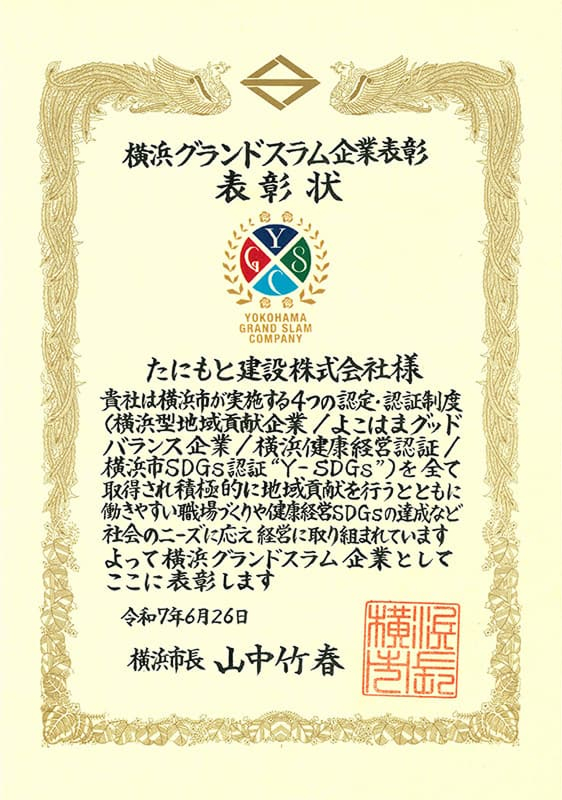 横浜グランドスラム企業表彰
表彰状
Y
G S
C
YOKOHAMA
GRAND SLAM
COMPANY
たにもと建設株式会社様
貴社は横浜市が実施する4つの認定・認証制度
(横浜型地域貢献企業/よこはまグッド
バランス企業/横浜健康経営認証/
横浜市SDGs認証“Y-SDGs”)を全て
取得され積極的に地域貢献を行うとともに
働きやすい職場づくりや健康経営SDGsの達成など
社会のニーズに応え経営に取り組まれています
よって横浜グランドスラム企業として
ここに表彰します
令和7年6月26日
横浜市長 山中竹春
横浜市長